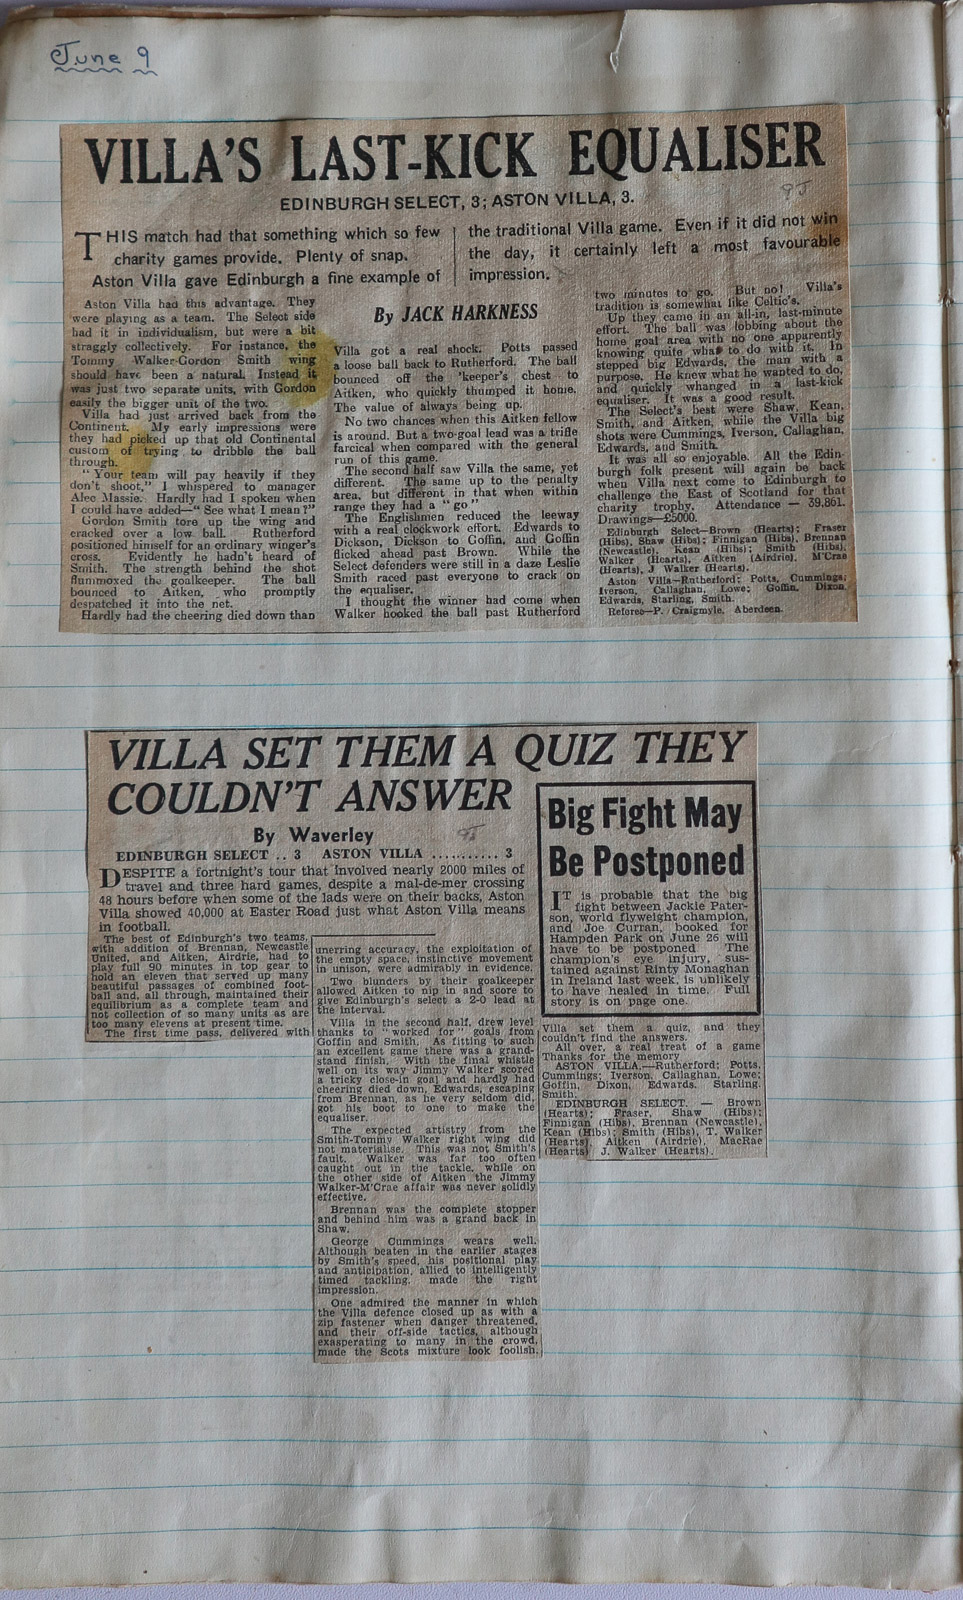 June 9
VILLA'S LAST-KICK EQUALISER
EDINBURGH SELECT, 3; ASTON VILLA, 3.
THIS match had that something which so few
charity games provide. Plenty of snap.
Aston Villa gave Edinburgh a fine example of
the traditional Villa game. Even if it did not win
the day, it certainly left a most favourable
impression.
Aston Villa had this advantage. They
were playing as a team. The Select side
had it in individualism, but were a bit
straggly collectively. For instance, the
Tommy Walker-Gordon Smith wing
should have been a natural. Instead it
was just two separate units, with Gordon
easily the bigger unit of the two.
Villa had just arrived back from the
Continent. My early impressions were
they had picked up that old Continental
custom of trying to dribble the ball
through.
"Your team will pay heavily if they
don't shoot," I whispered to manager
Alec Massie. Hardly had I spoken when
I could have added—"See what I mean?"
Gordon Smith tore up the wing and
cracked over a low ball. Rutherford
positioned himself for an ordinary winger's
cross. Evidently he hadn't heard of
Smith. The strength behind the shot
flummoxed the goalkeeper. The ball
bounced to Aitken, who promptly
despatched it into the net.
Hardly had the cheering died down than
By JACK HARKNESS
Villa got a real shock. Potts passed
a loose ball back to Rutherford. The ball
bounced off the 'keeper's chest to
Aitken, who quickly thumped it home.
The value of always being up.
No two chances when this Aitken fellow
is around. But a two-goal lead was a trifle
farcical when compared with the general
run of this game.
The second half saw Villa the same, yet
different. The same up to the penalty
area, but different in that when within
range they had a "go"
The Englishmen reduced the leeway
with a real clockwork effort. Edwards to
Dickson, Dickson to Goffin, and Goffin
flicked ahead past Brown. While the
Select defenders were still in a daze Leslie
Smith raced past everyone to crack on
the equaliser.
I thought the winner had come when
Walker hooked the ball past Rutherford
two minutes to go. But no! Villa's
tradition is somewhat like Celtic's.
Up they came in an all-in, last-minute
effort. The ball was lobbing about the
home goal area with no one apparently
knowing quite what to do with it. In
stepped big Edwards, the man with a
purpose. He knew what he wanted to do,
and quickly whanged in a last-kick
equaliser. It was a good result.
The Select's best were Shaw, Kean,
Smith, and Aitken, while the Villa big
shots were Cummings, Iverson, Callaghan,
Edwards, and Smith.
It was all so enjoyable. All the Edin-
burgh folk present will again be back
when Villa next come to Edinburgh to
challenge the East of Scotland for that
charity trophy. Attendance — 39,861.
Drawings—£5000.
Edinburgh Select—Brown (Hearts); Fraser
(Hibs), Shaw (Hibs); Finnigan (Hibs), Brennan
(Newcastle), Kean (Hibs); Smith (Hibs),
Walker (Hearts), Aitken (Airdrie), M'Crae
(Hearts), J Walker (Hearts).
Aston Villa—Rutherford; Potts, Cummings;
Iverson, Callaghan, Lowe; Goffin, Dixon,
Edwards, Starling, Smith.
Referee—P. Craigmyle, Aberdeen.
VILLA SET THEM A QUIZ THEY
COULDN'T ANSWER
By Waverley
EDINBURGH SELECT .. 3 ASTON VILLA .......... 3
DESPITE a fortnight's tour that involved nearly 2000 miles of
travel and three hard games, despite a mal-de-mer crossing
48 hours before when some of the lads were on their backs, Aston
Villa showed 40,000 at Easter Road just what Aston Villa means
in football.
The best of Edinburgh's two teams,
with addition of Brennan, Newcastle
United, and Aitken, Airdrie, had to
play full 90 minutes in top gear to
hold an eleven that served up many
beautiful passages of combined foot-
ball and, all through, maintained their
equilibrium as a complete team and
not collection of so many units as are
too many elevens at present time.
The first time pass, delivered with
unerring accuracy, the exploitation of
the empty space, instinctive movement
in unison, were admirably in evidence.
Two blunders by their goalkeeper
allowed Aitken to nip in and score to
give Edinburgh's select a 2-0 lead at
the interval.
Villa in the second half, drew level
thanks to "worked for" goals from
Goffin and Smith. As fitting to such
an excellent game there was a grand-
stand finish. With the final whistle
well on its way Jimmy Walker scored
a tricky close-in goal and hardly had
cheering died down, Edwards, escaping
from Brennan, as he very seldom did,
got his boot to one to make the
equaliser.
The expected artistry from the
Smith-Tommy Walker right wing did
not materialise. This was not Smith's
fault. Walker was far too often
caught out in the tackle, while on
the other side of Aitken the Jimmy
Walker-M'Crae affair was never solidly
effective.
Brennan was the complete stopper
and behind him was a grand back in
Shaw.
George Cummings wears well.
Although beaten in the earlier stages
by Smith's speed, his positional play
and anticipation, allied to intelligently
timed tackling, made the right
impression.
One admired the manner in which
the Villa defence closed up as with a
zip fastener when danger threatened,
and their off-side tactics, although
exasperating to many in the crowd,
made the Scots mixture look foolish.
Big Fight May
Be Postponed
IT is probable that the big
fight between Jackie Pater-
son, world flyweight champion,
and Joe Curran, booked for
Hampden Park on June 26 will
have to be postponed The
champion's eye injury, sus-
tained against Rinty Monaghan
in Ireland last week, is unlikely
to have healed in time. Full
story is on page one.
Villa set them a quiz, and they
couldn't find the answers.
All over, a real treat of a game
Thanks for the memory
ASTON VILLA.—Rutherford; Potts,
Cummings; Iverson, Callaghan, Lowe;
Goffin, Dixon, Edwards, Starling,
Smith.
EDINBURGH SELECT. — Brown
(Hearts); Fraser, Shaw (Hibs);
Finnigan (Hibs), Brennan (Newcastle),
Kean (Hibs); Smith (Hibs), T. Walker
(Hearts), Aitken (Airdrie), MacRae
(Hearts) J. Walker (Hearts).